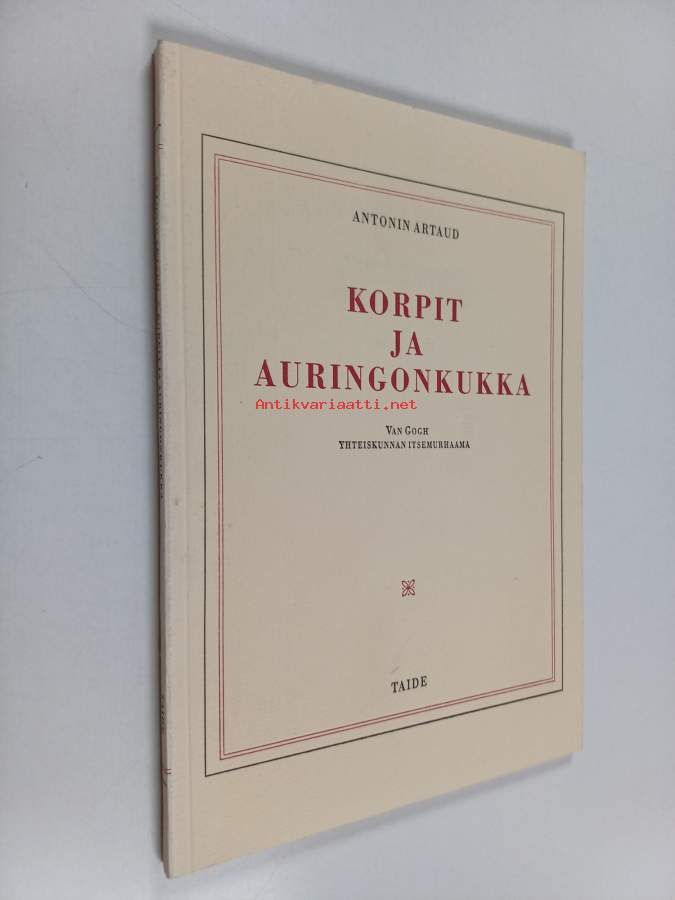 ANTONIN ARTAUD
KORPIT
JA
AURINGONKUKKA
Antikvariaatti.net
VAN GOGH
YHTEISKUNNAN ITSEMURHAAMA
TAIDE